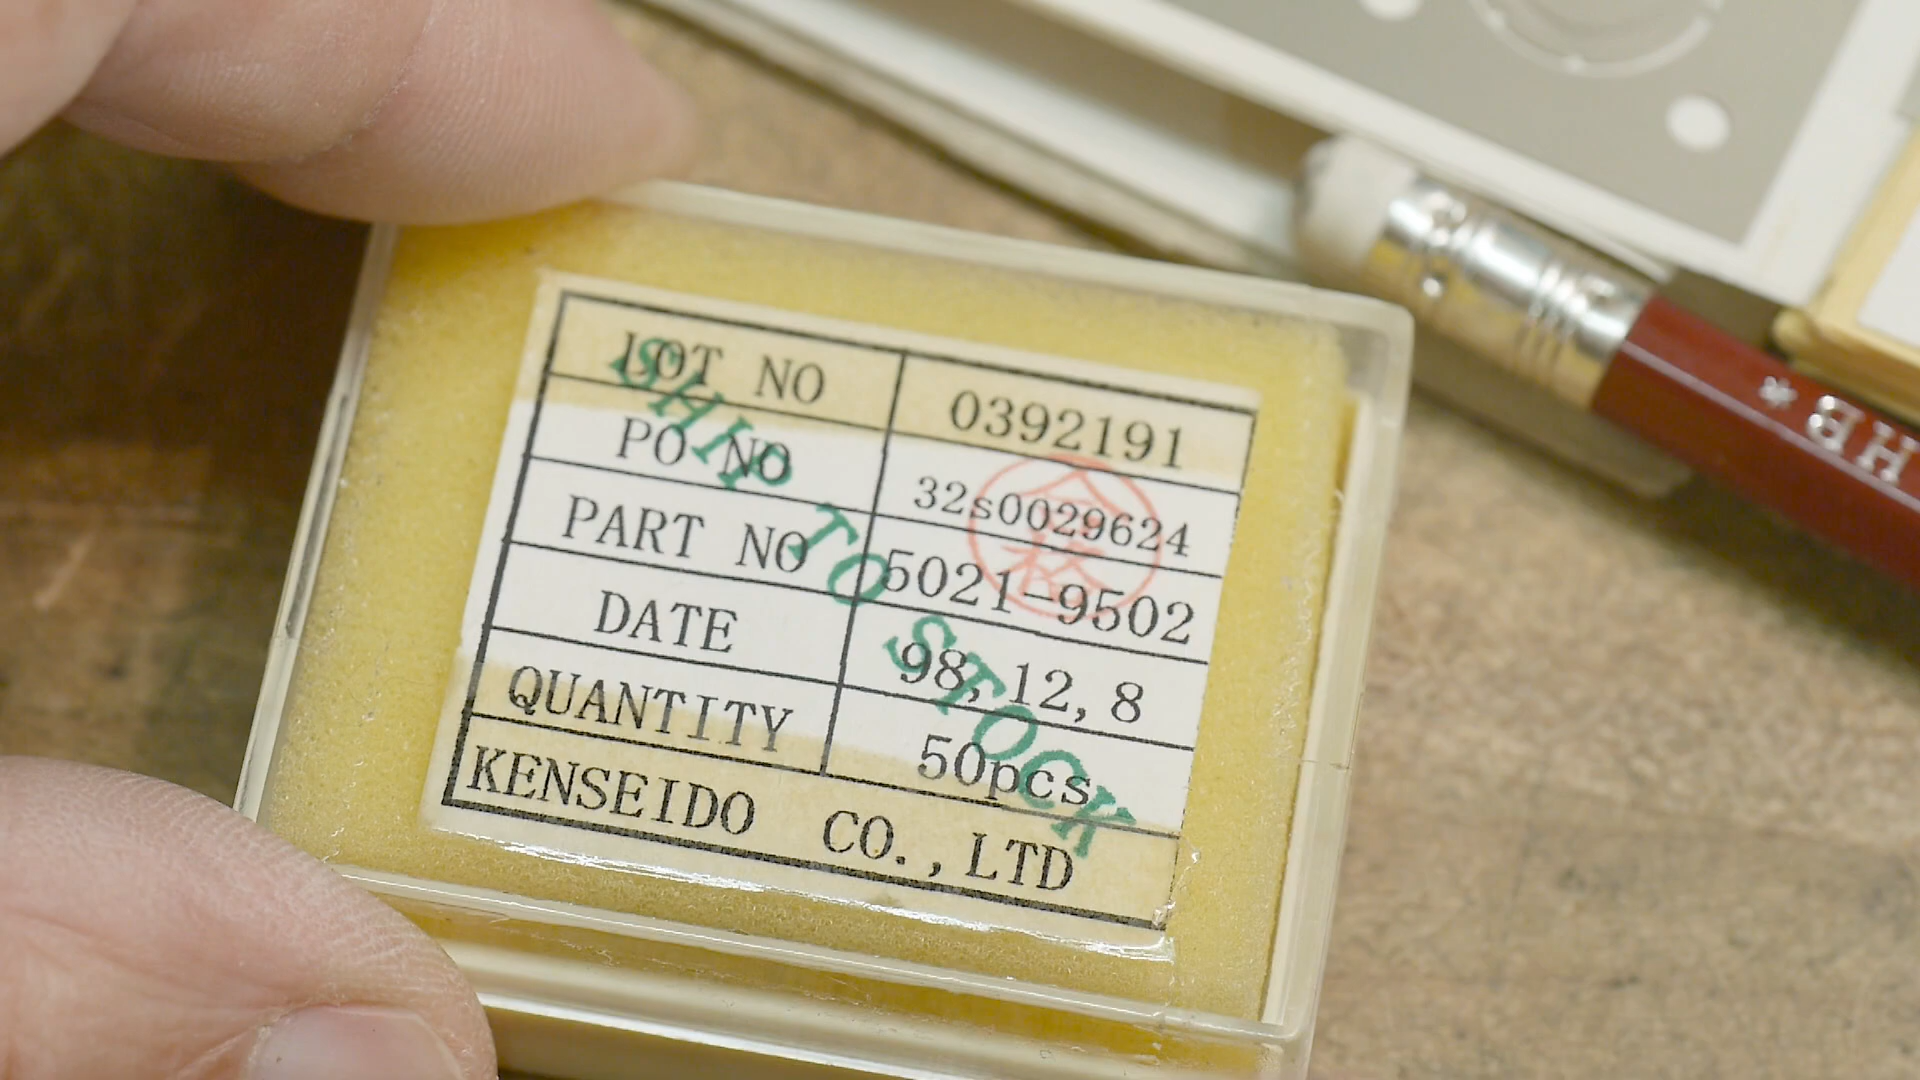 LOT NO 0392191
PO NO 32s0029624
PART NO 5021-9502
DATE 98, 12, 8
QUANTITY 50pcs
KENSEIDO CO.,LTD
SHIP TO STOCK
HB *